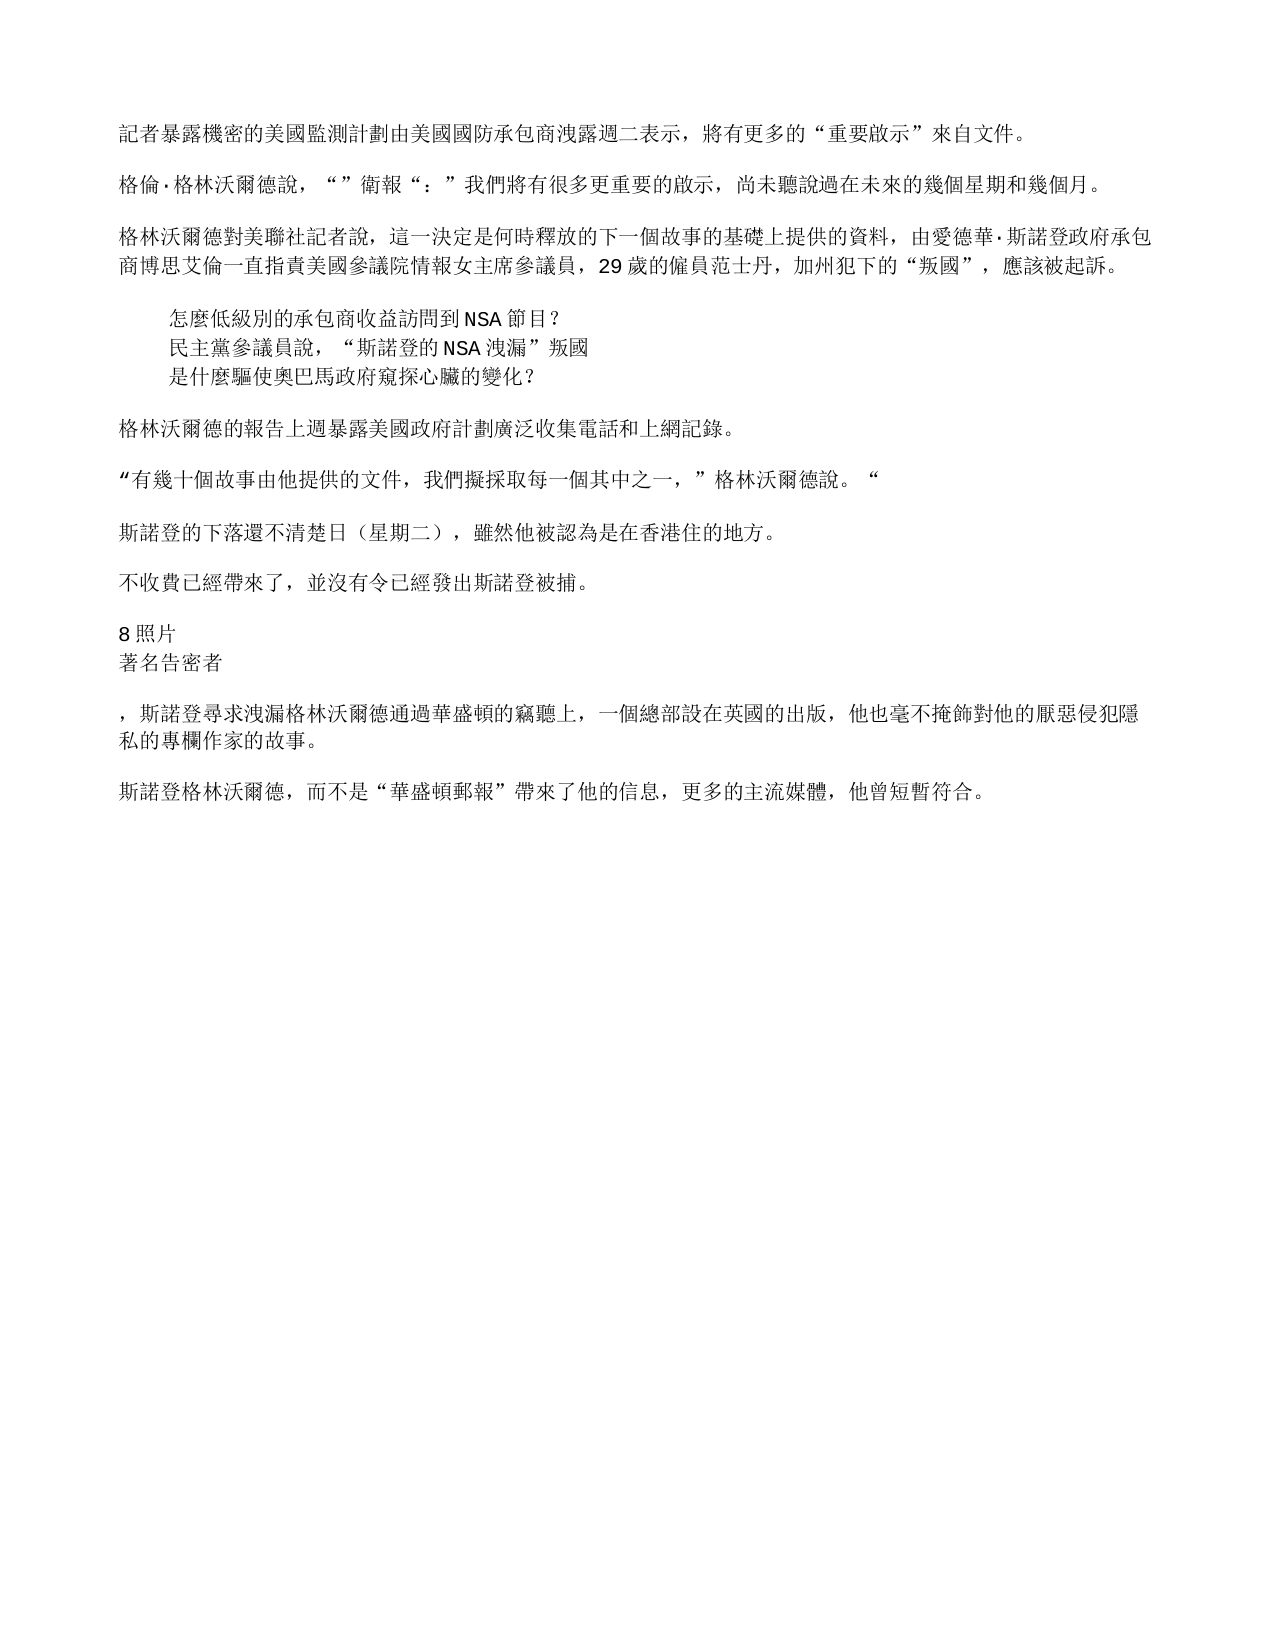 記者暴露機密的美國監測計劃由美國國防承包商洩露週二表示，將有更多的“重要啟示”來自文件。
格倫·格林沃爾德說，“”衛報“：”我們將有很多更重要的啟示，尚未聽說過在未來的幾個星期和幾個月。
格林沃爾德對美聯社記者說，這一決定是何時釋放的下一個故事的基礎上提供的資料，由愛德華·斯諾登政府承包
商博思艾倫一直指責美國參議院情報女主席參議員，29 歲的僱員范士丹，加州犯下的“叛國”，應該被起訴。
怎麼低級別的承包商收益訪問到 NSA 節目？
民主黨參議員說，“斯諾登的 NSA 洩漏”叛國
是什麼驅使奧巴馬政府窺探心臟的變化？
格林沃爾德的報告上週暴露美國政府計劃廣泛收集電話和上網記錄。
“有幾十個故事由他提供的文件，我們擬採取每一個其中之一，”格林沃爾德說。“
斯諾登的下落還不清楚日（星期二），雖然他被認為是在香港住的地方。
不收費已經帶來了，並沒有令已經發出斯諾登被捕。
8 照片
著名告密者
，斯諾登尋求洩漏格林沃爾德通過華盛頓的竊聽上，一個總部設在英國的出版，他也毫不掩飾對他的厭惡侵犯隱
私的專欄作家的故事。
斯諾登格林沃爾德，而不是“華盛頓郵報”帶來了他的信息，更多的主流媒體，他曾短暫符合。